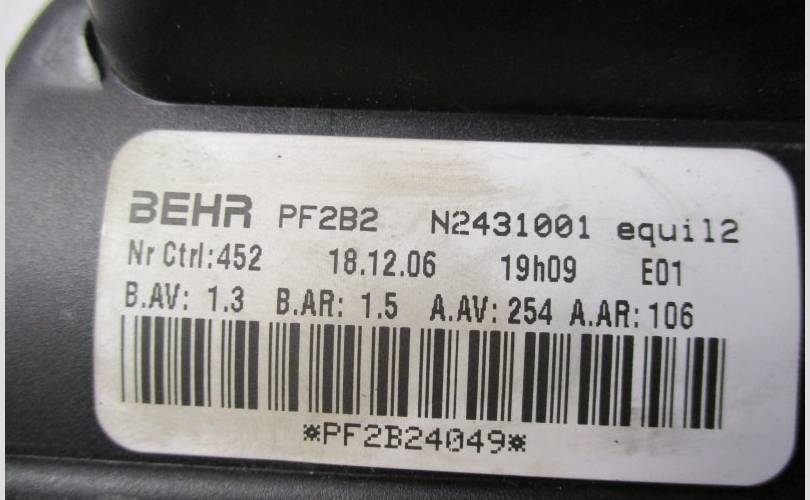 BEHR PF2B2 N2431001 equil2
Nr Ctrl:452 18.12.06 19h09 E01
B.AV: 1.3 B.AR: 1.5 A.AV: 254 A.AR: 106
*PF2B24049*